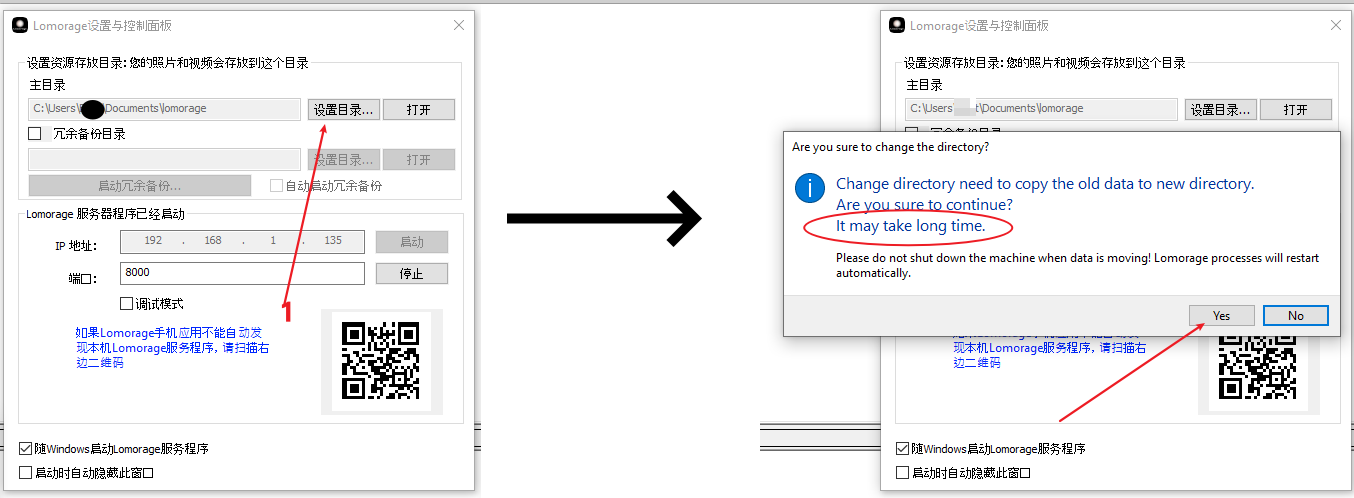 Lomorage设置与控制面板
设置资源存放目录: 您的照片和视频会存放到这个目录
主目录
C:\Users\
Documents\lomorage
设置目录...
打开
冗余备份目录
设置目录...
打开
启动冗余备份...
自动启动冗余备份
Lomorage 服务器程序已经启动
IP 地址:
192 . 168 . 1 . 135
启动
端口:
8000
停止
调试模式
1
如果Lomorage手机应用不能自动发
现本机Lomorage服务程序, 请扫描右
边二维码
随Windows启动Lomorage服务程序
启动时自动隐藏此窗口
Lomorage设置与控制面板
设置资源存放目录: 您的照片和视频会存放到这个目录
主目录
C:\Users\
t\Documents\lomorage
设置目录...
打开
Are you sure to change the directory?
Change directory need to copy the old data to new directory.
Are you sure to continue?
It may take long time.
Please do not shut down the machine when data is moving! Lomorage processes will restart
automatically.
Yes
No
现本机Lomorage服务程序, 请扫描右
边二维码
随Windows启动Lomorage服务程序
启动时自动隐藏此窗口